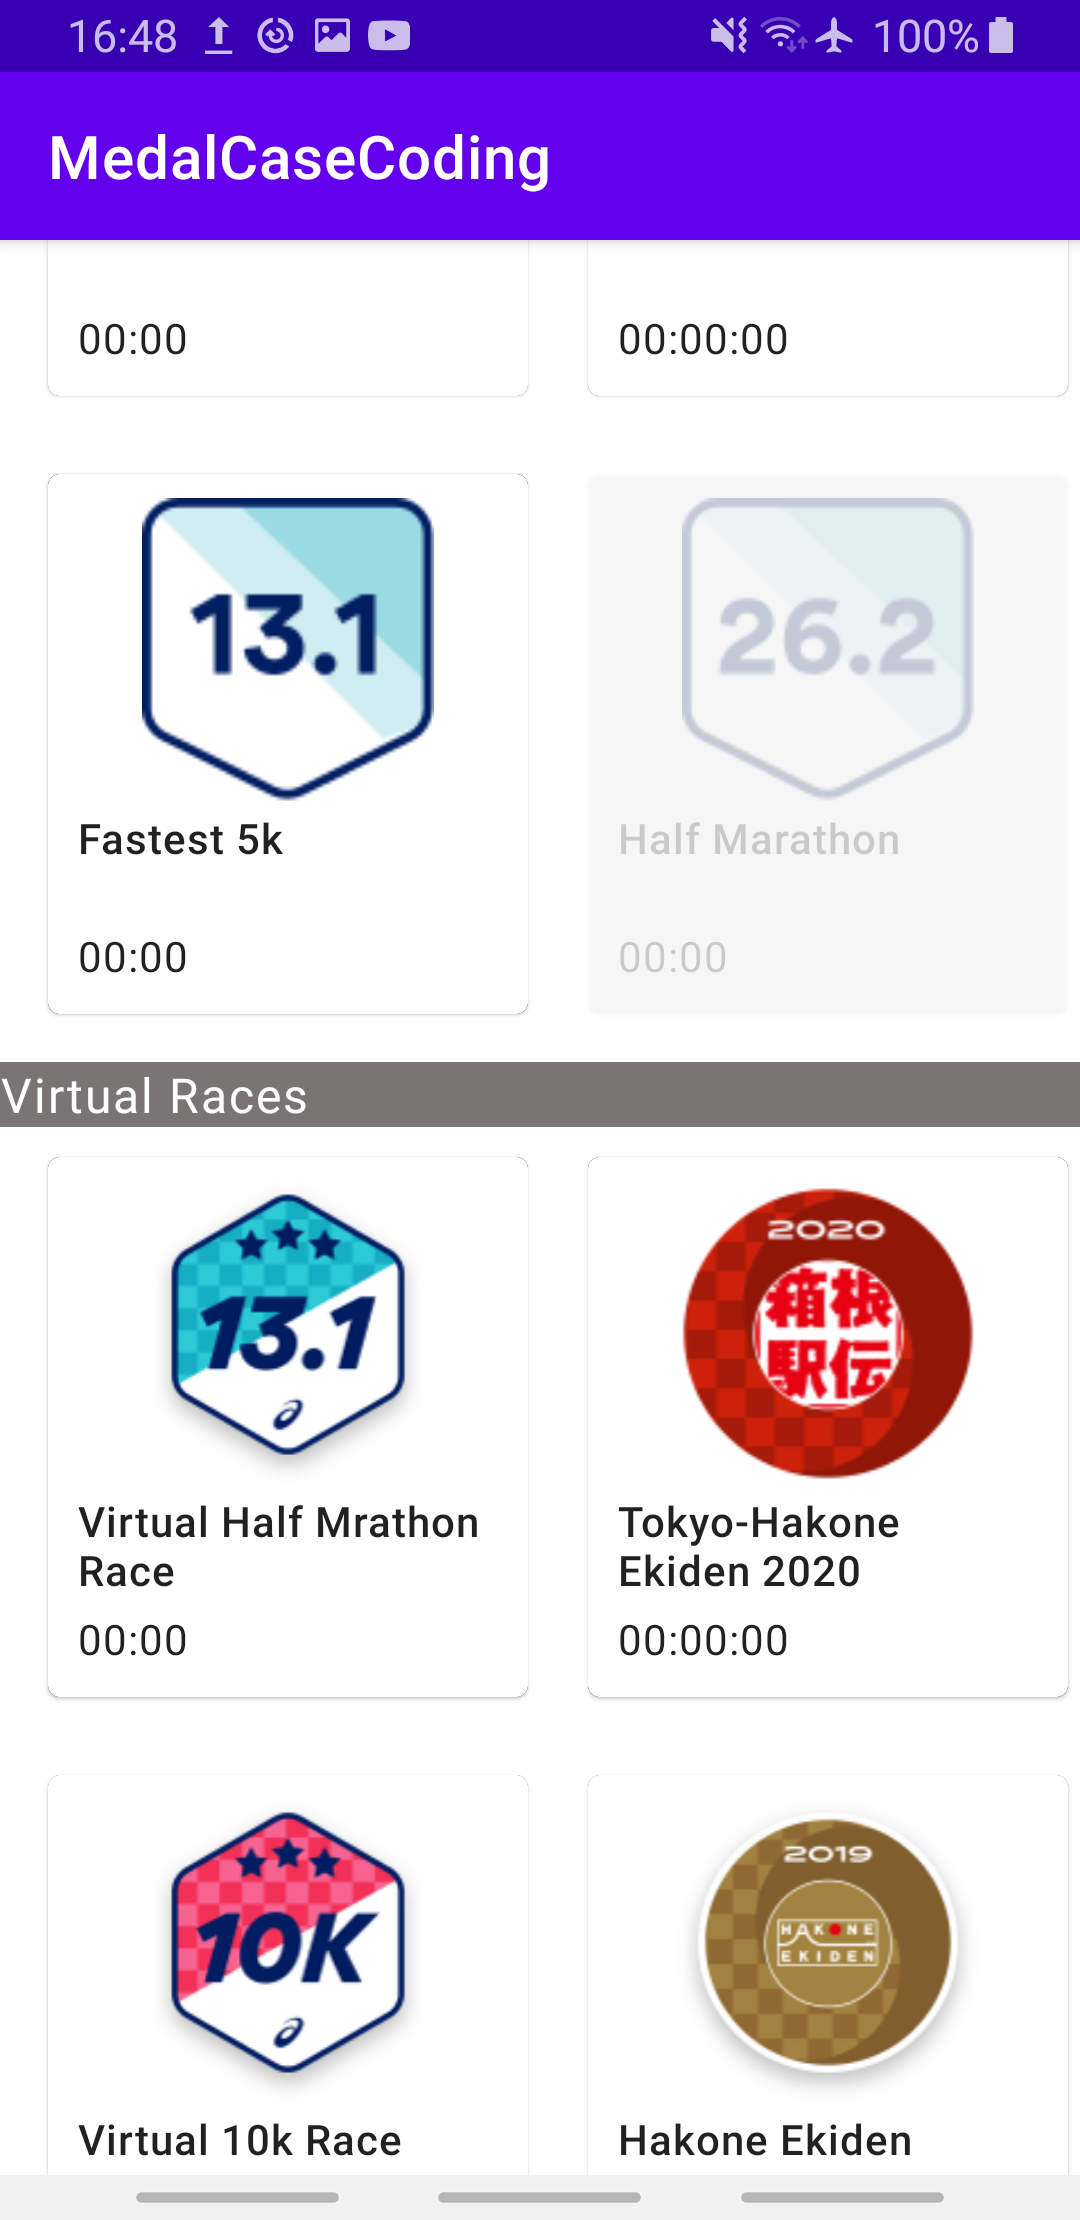 16:48 100%
MedalCaseCoding
00:00 00:00:00
13.1 26.2
Fastest 5k Half Marathon
00:00 00:00
Virtual Races
13.1
2020
箱根
駅伝
Virtual Half Mrathon
Race
Tokyo-Hakone
Ekiden 2020
00:00 00:00:00
10K
2019
HAKONE
EKIDEN
Virtual 10k Race Hakone Ekiden